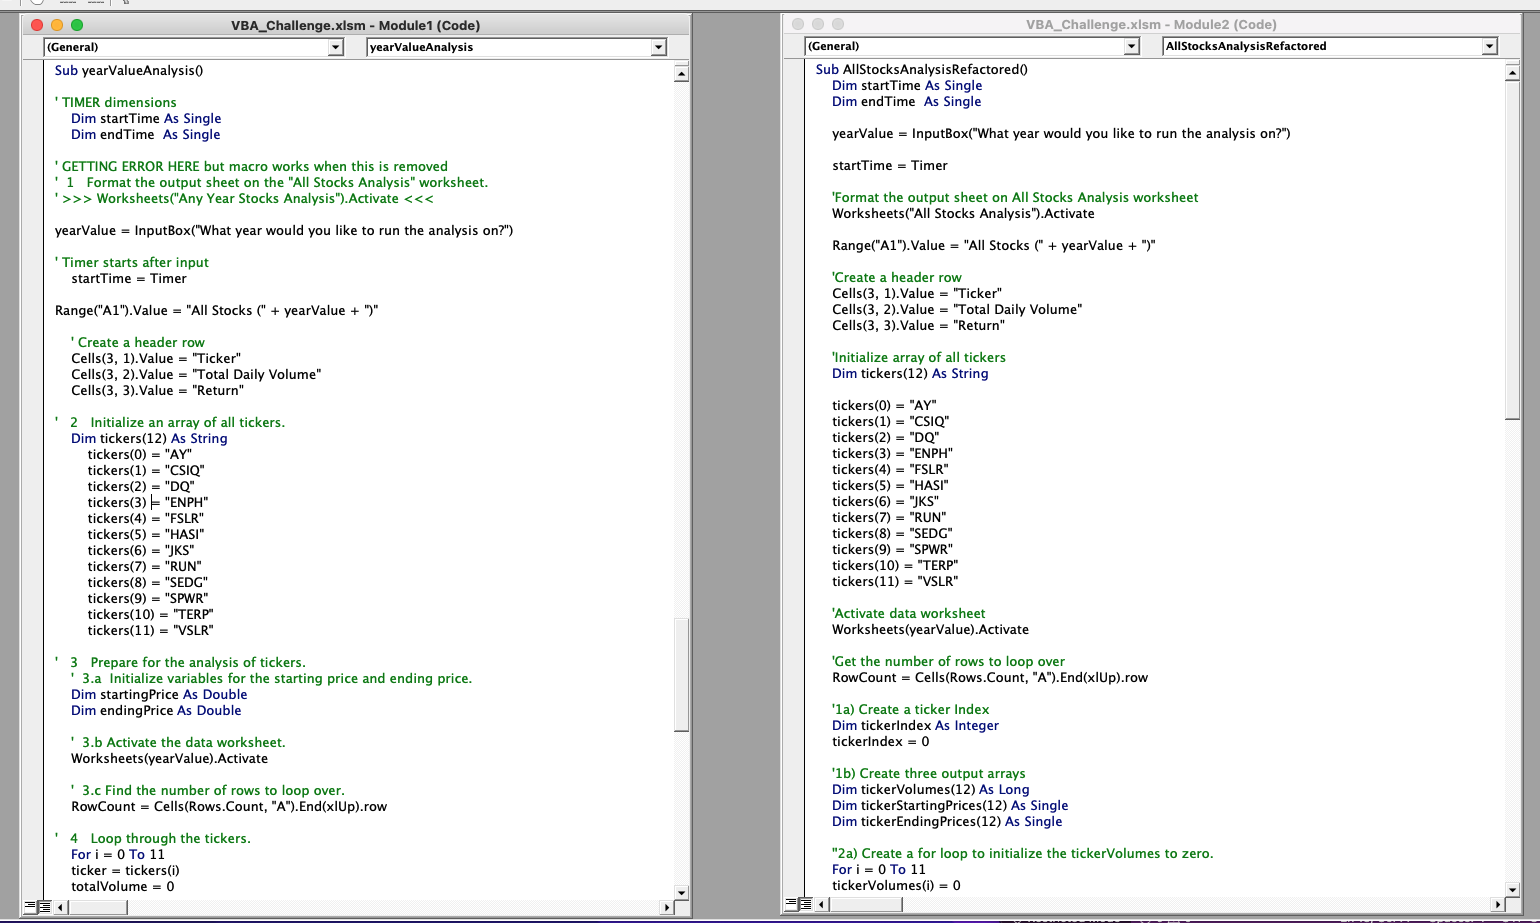 VBA_Challenge.xlsm - Module1 (Code)
(General)
yearValueAnalysis
Sub yearValueAnalysis()
' TIMER dimensions
Dim startTime As Single
Dim endTime  As Single
' GETTING ERROR HERE but macro works when this is removed
'  1   Format the output sheet on the "All Stocks Analysis" worksheet.
' >>> Worksheets("Any Year Stocks Analysis").Activate <<<
yearValue = InputBox("What year would you like to run the analysis on?")
' Timer starts after input
startTime = Timer
Range("A1").Value = "All Stocks (" + yearValue + ")"
' Create a header row
Cells(3, 1).Value = "Ticker"
Cells(3, 2).Value = "Total Daily Volume"
Cells(3, 3).Value = "Return"
'   2   Initialize an array of all tickers.
Dim tickers(12) As String
tickers(0) = "AY"
tickers(1) = "CSIQ"
tickers(2) = "DQ"
tickers(3) = "ENPH"
tickers(4) = "FSLR"
tickers(5) = "HASI"
tickers(6) = "JKS"
tickers(7) = "RUN"
tickers(8) = "SEDG"
tickers(9) = "SPWR"
tickers(10) = "TERP"
tickers(11) = "VSLR"
'   3   Prepare for the analysis of tickers.
'  3.a  Initialize variables for the starting price and ending price.
Dim startingPrice As Double
Dim endingPrice As Double
'  3.b Activate the data worksheet.
Worksheets(yearValue).Activate
'  3.c Find the number of rows to loop over.
RowCount = Cells(Rows.Count, "A").End(xlUp).row
'   4   Loop through the tickers.
For i = 0 To 11
ticker = tickers(i)
totalVolume = 0
VBA_Challenge.xlsm - Module2 (Code)
(General)
AllStocksAnalysisRefactored
Sub AllStocksAnalysisRefactored()
Dim startTime As Single
Dim endTime  As Single
yearValue = InputBox("What year would you like to run the analysis on?")
startTime = Timer
'Format the output sheet on All Stocks Analysis worksheet
Worksheets("All Stocks Analysis").Activate
Range("A1").Value = "All Stocks (" + yearValue + ")"
'Create a header row
Cells(3, 1).Value = "Ticker"
Cells(3, 2).Value = "Total Daily Volume"
Cells(3, 3).Value = "Return"
'Initialize array of all tickers
Dim tickers(12) As String
tickers(0) = "AY"
tickers(1) = "CSIQ"
tickers(2) = "DQ"
tickers(3) = "ENPH"
tickers(4) = "FSLR"
tickers(5) = "HASI"
tickers(6) = "JKS"
tickers(7) = "RUN"
tickers(8) = "SEDG"
tickers(9) = "SPWR"
tickers(10) = "TERP"
tickers(11) = "VSLR"
'Activate data worksheet
Worksheets(yearValue).Activate
'Get the number of rows to loop over
RowCount = Cells(Rows.Count, "A").End(xlUp).row
'1a) Create a ticker Index
Dim tickerIndex As Integer
tickerIndex = 0
'1b) Create three output arrays
Dim tickerVolumes(12) As Long
Dim tickerStartingPrices(12) As Single
Dim tickerEndingPrices(12) As Single
''2a) Create a for loop to initialize the tickerVolumes to zero.
For i = 0 To 11
tickerVolumes(i) = 0